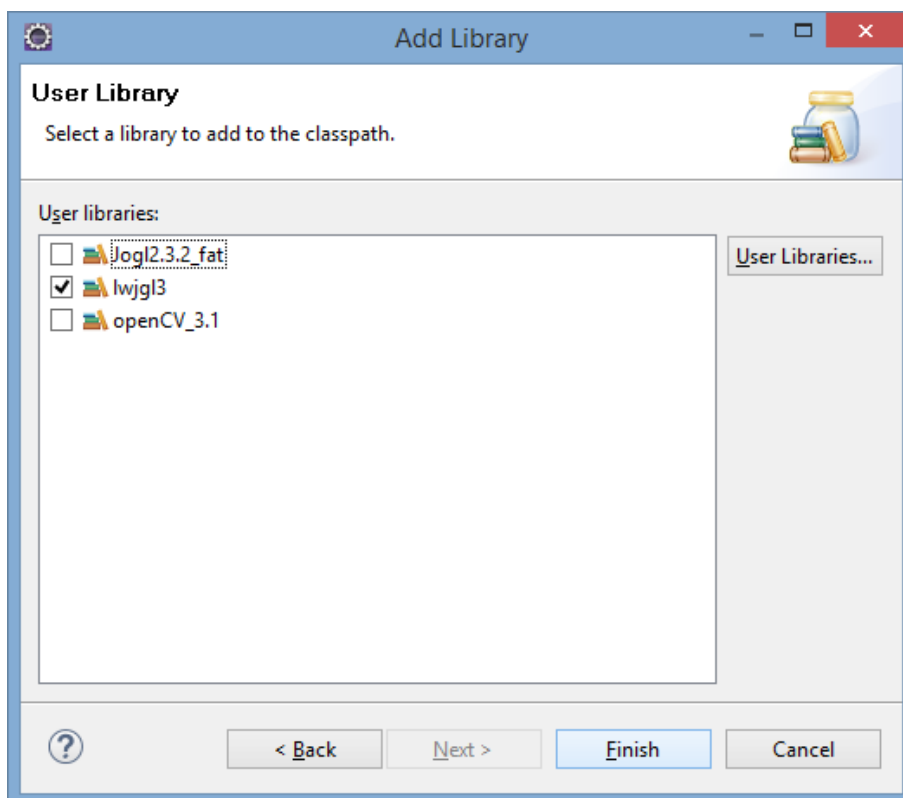 Add Library
User Library
Select a library to add to the classpath.
User libraries:
Jogl2.3.2_fat
User Libraries...
lwjgl3
openCV_3.1
?
< Back
Next >
Finish
Cancel